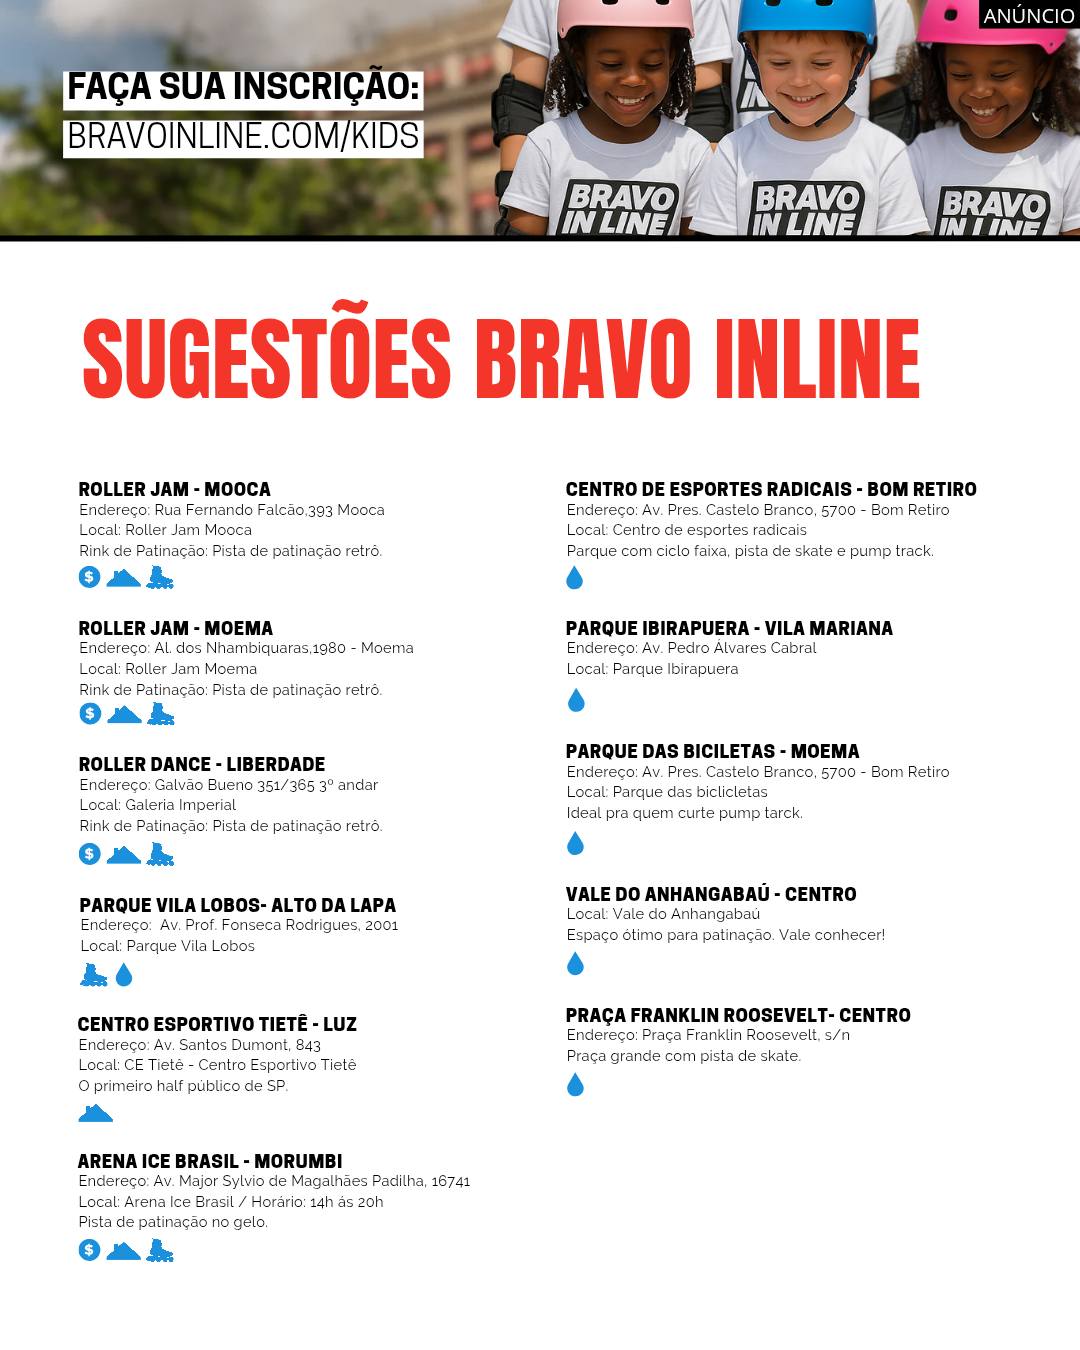 ANÚNCIO
FAÇA SUA INSCRIÇÃO:
BRAVOINLINE.COM/KIDS
BRAVO
IN LINE
BRAVO
IN LINE
BRAVO
IN LINE
SUGESTÕES BRAVO INLINE
ROLLER JAM - MOOCA
Endereço: Rua Fernando Falcão,393 Mooca
Local: Roller Jam Mooca
Rink de Patinação: Pista de patinação retrô.
$
ROLLER JAM - MOEMA
Endereço: Al. dos Nhambiquaras,1980 - Moema
Local: Roller Jam Moema
Rink de Patinação: Pista de patinação retrô.
$
ROLLER DANCE - LIBERDADE
Endereço: Galvão Bueno 351/365 3º andar
Local: Galeria Imperial
Rink de Patinação: Pista de patinação retrô.
$
PARQUE VILA LOBOS- ALTO DA LAPA
Endereço:  Av. Prof. Fonseca Rodrigues, 2001
Local: Parque Vila Lobos
CENTRO ESPORTIVO TIETÊ - LUZ
Endereço: Av. Santos Dumont, 843
Local: CE Tietê - Centro Esportivo Tietê
O primeiro half público de SP.
ARENA ICE BRASIL - MORUMBI
Endereço: Av. Major Sylvio de Magalhães Padilha, 16741
Local: Arena Ice Brasil / Horário: 14h ás 20h
Pista de patinação no gelo.
$
CENTRO DE ESPORTES RADICAIS - BOM RETIRO
Endereço: Av. Pres. Castelo Branco, 5700 - Bom Retiro
Local: Centro de esportes radicais
Parque com ciclo faixa, pista de skate e pump track.
PARQUE IBIRAPUERA - VILA MARIANA
Endereço: Av. Pedro Álvares Cabral
Local: Parque Ibirapuera
PARQUE DAS BICILETAS - MOEMA
Endereço: Av. Pres. Castelo Branco, 5700 - Bom Retiro
Local: Parque das biclicletas
Ideal pra quem curte pump tarck.
VALE DO ANHANGABAÚ - CENTRO
Local: Vale do Anhangabaú
Espaço ótimo para patinação. Vale conhecer!
PRAÇA FRANKLIN ROOSEVELT- CENTRO
Endereço: Praça Franklin Roosevelt, s/n
Praça grande com pista de skate.